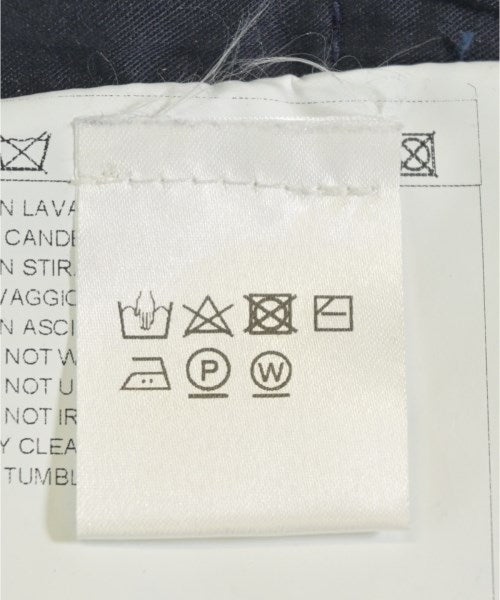 N LAVA
CANDE
N STIR.
VAGGIO
N ASCI
NOT W
NOT U
NOT IR
Y CLEA
TUMBL
P W